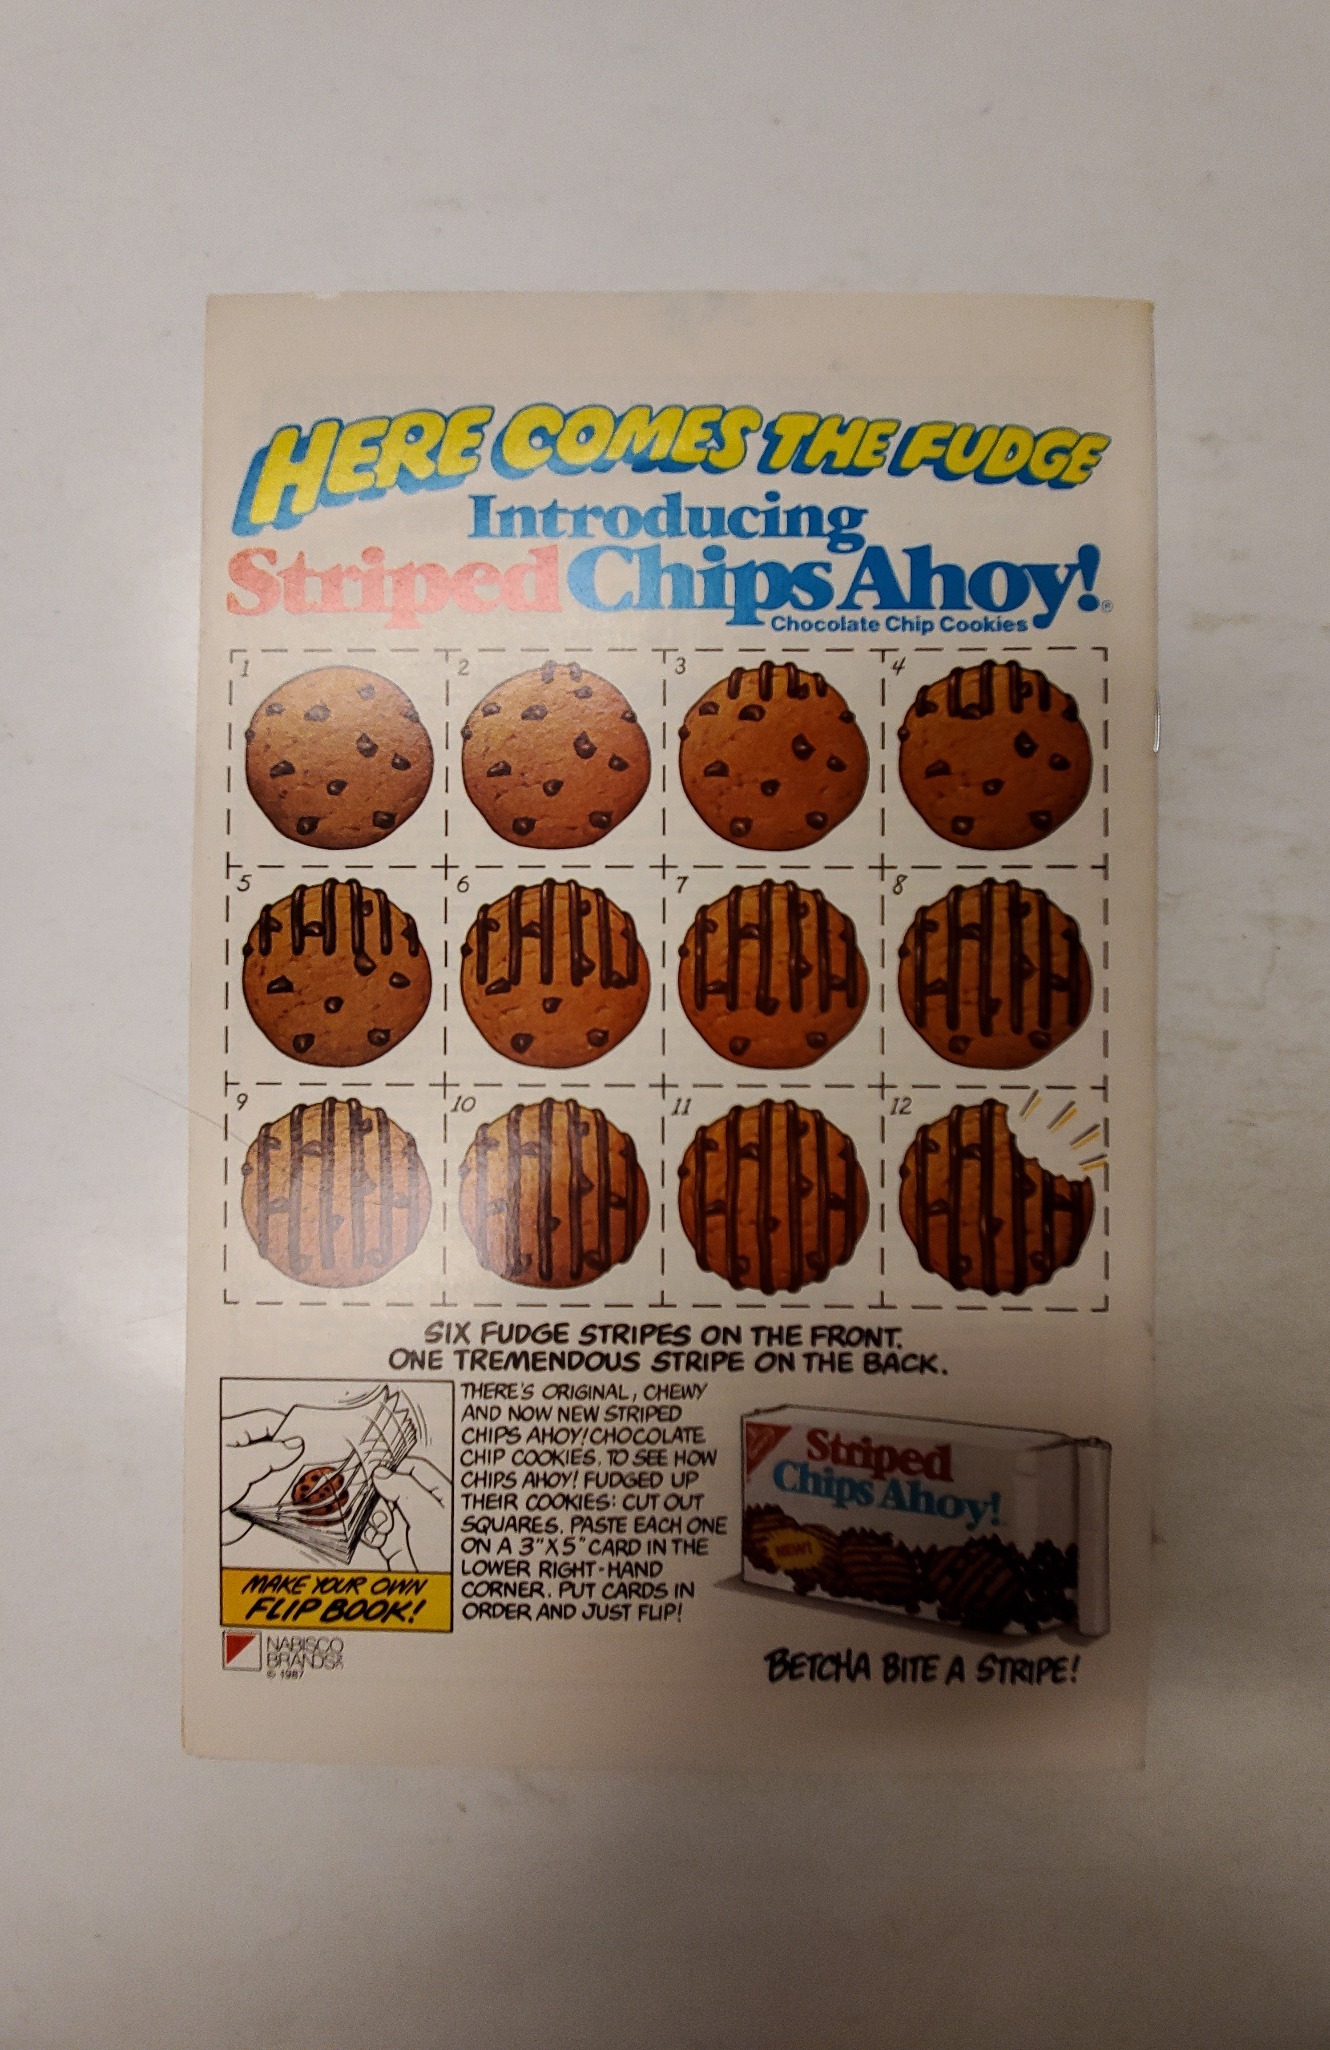 HERE COMES THE FUDGE
Introducing
Striped Chips Ahoy!®
Chocolate Chip Cookies
1
2
3
4
5
6
7
8
9
10
11
12
SIX FUDGE STRIPES ON THE FRONT.
ONE TREMENDOUS STRIPE ON THE BACK.
MAKE YOUR OWN
FLIP BOOK!
THERE'S ORIGINAL, CHEWY
AND NOW NEW STRIPED
CHIPS AHOY! CHOCOLATE
CHIP COOKIES. TO SEE HOW
CHIPS AHOY! FUDGED UP
THEIR COOKIES: CUT OUT
SQUARES. PASTE EACH ONE
ON A 3"X5" CARD IN THE
LOWER RIGHT-HAND
CORNER. PUT CARDS IN
ORDER AND JUST FLIP!
Striped
Chips Ahoy!
NEW!
NABISCO
BRANDS
© 1987
BETCHA BITE A STRIPE!